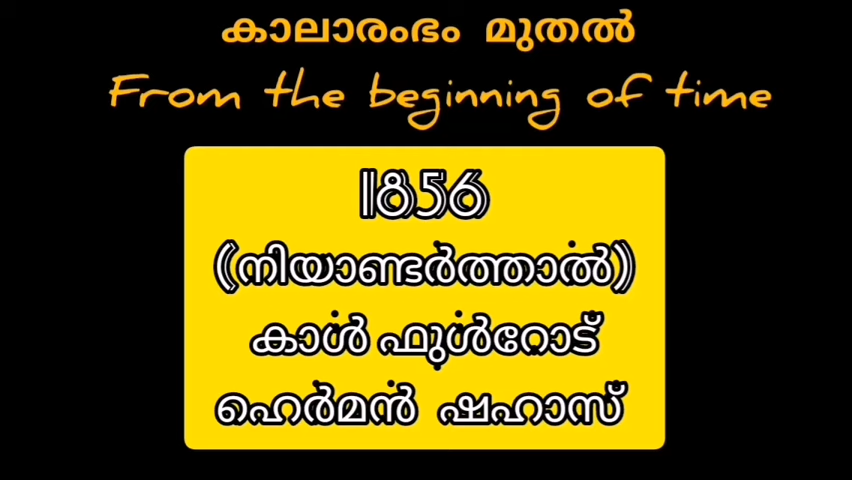 കാലാരംഭം മുതൽ
From the beginning of time
1856
(നിയാണ്ടർത്താൽ)
കാൾ ഫുൾറോട്
ഹെർമൻ ഷഹാസ്